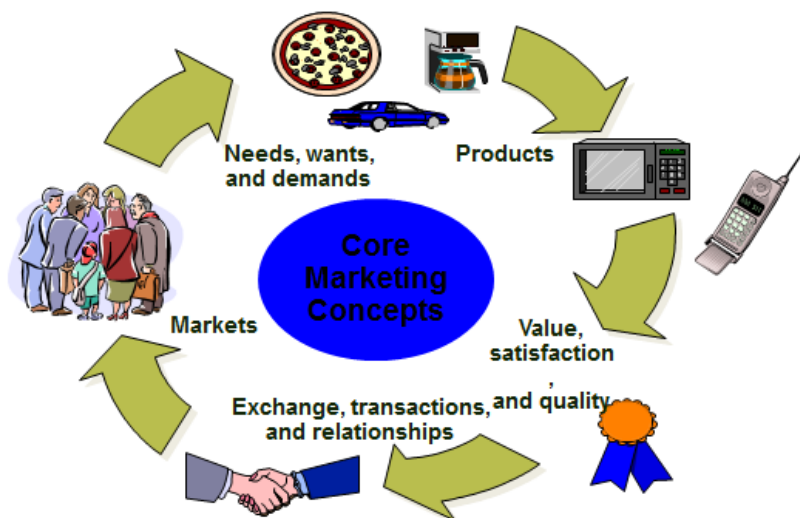 Needs, wants,
and demands
Products
Core
Marketing
Concepts
Markets
Value,
satisfaction
,
and quality
Exchange, transactions,
and relationships